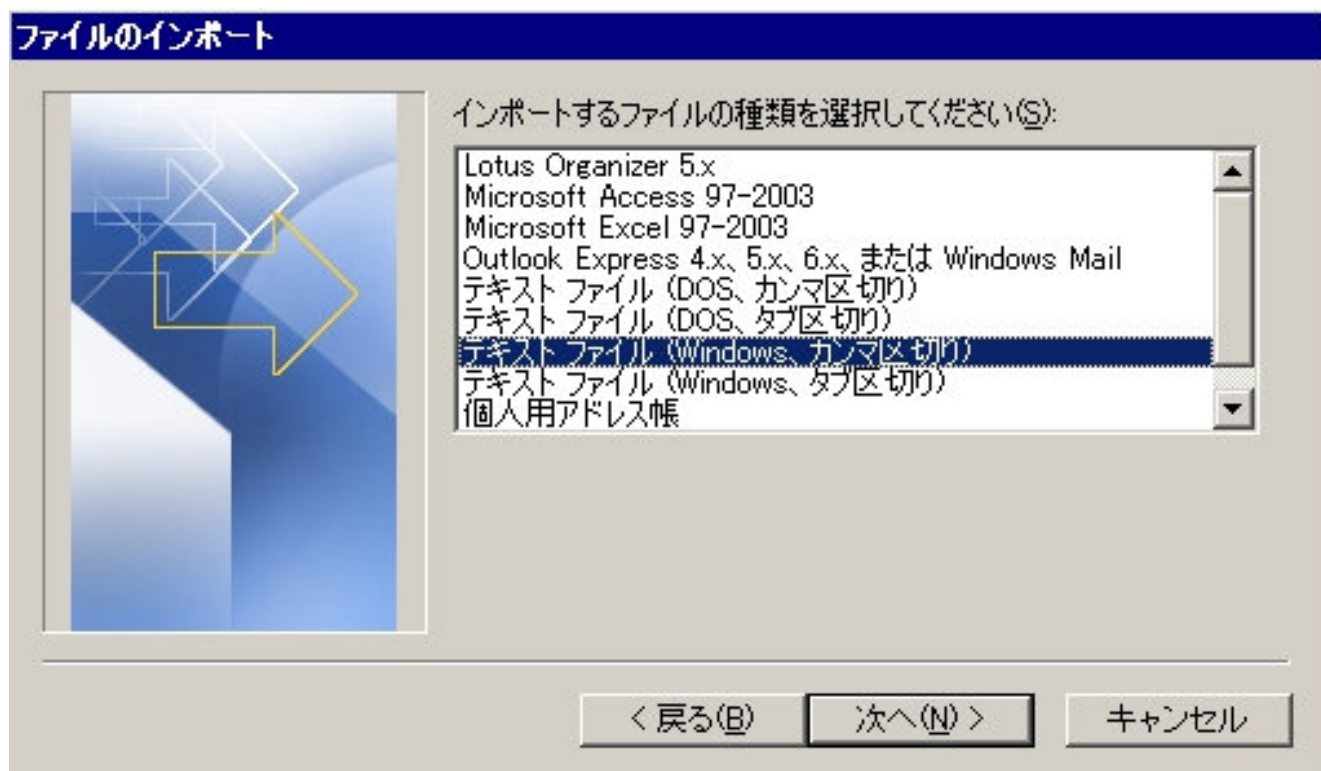 ファイルのインポート
インポートするファイルの種類を選択してください(S):
Lotus Organizer 5.x
Microsoft Access 97-2003
Microsoft Excel 97-2003
Outlook Express 4.x、5.x、6.x、または Windows Mail
テキスト ファイル (DOS、カンマ区切り)
テキスト ファイル (DOS、タブ区切り)
テキスト ファイル (Windows、カンマ区切り)
テキスト ファイル (Windows、タブ区切り)
個人用アドレス帳
< 戻る(B) 次へ(N) > キャンセル